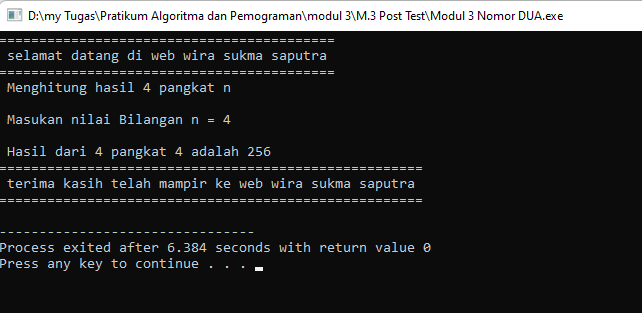 D:\my Tugas\Pratikum Algoritma dan Pemograman\modul 3\M.3 Post Test\Modul 3 Nomor DUA.exe
==========================================
selamat datang di web wira sukma saputra
==========================================
Menghitung hasil 4 pangkat n
Masukan nilai Bilangan n = 4
Hasil dari 4 pangkat 4 adalah 256
=====================================================
terima kasih telah mampir ke web wira sukma saputra
=====================================================
--------------------------------
Process exited after 6.384 seconds with return value 0
Press any key to continue . . .